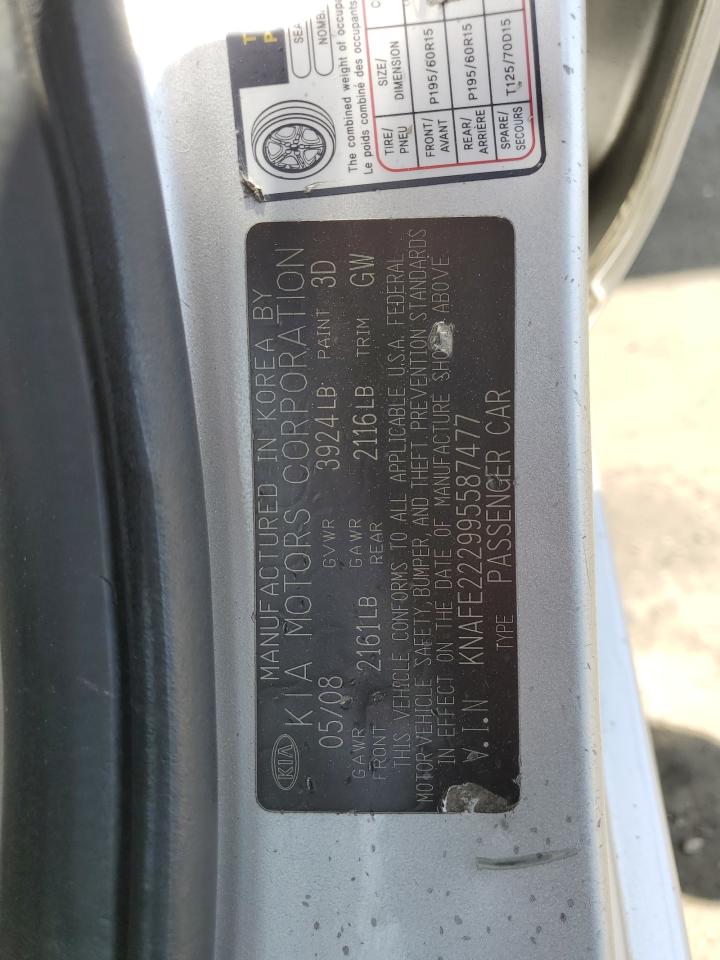 The combined weight of occupa
Le poids combiné des occupants
TIRE/ PNEU SIZE/ DIMENSION
FRONT/ AVANT P195/60R15
REAR/ ARRIÈRE P195/60R15
SPARE/ SECOURS T125/70D15
KIA
MANUFACTURED IN KOREA BY
KIA MOTORS CORPORATION
05/08 GVWR 3924LB PAINT 3D
GAWR FRONT 2161LB GAWR REAR 2116LB TRIM GW
THIS VEHICLE CONFORMS TO ALL APPLICABLE U.S.A. FEDERAL
MOTOR VEHICLE SAFETY, BUMPER, AND THEFT PREVENTION STANDARDS
IN EFFECT ON THE DATE OF MANUFACTURE ABOVE
V.I.N KNAFE222995587477
TYPE PASSENGER CAR